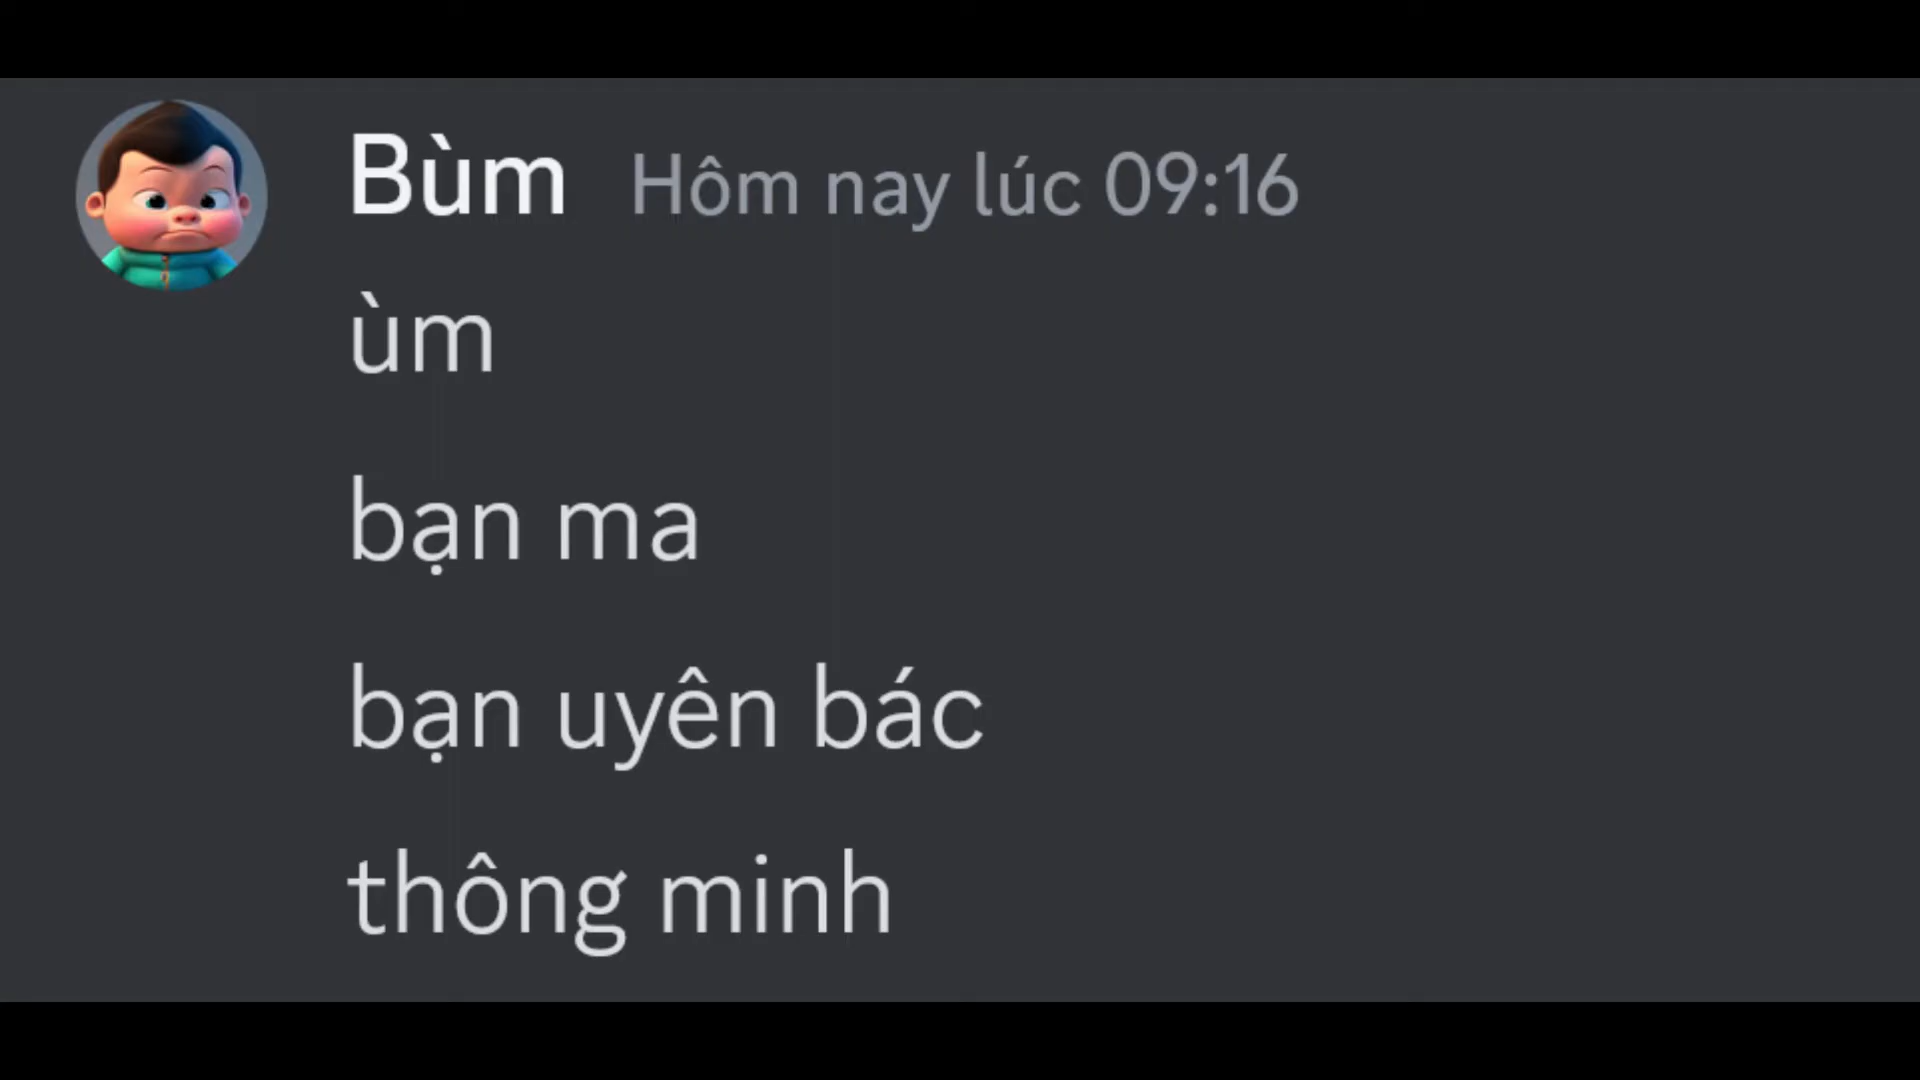 Bùm Hôm nay lúc 09:16
ùm
bạn ma
bạn uyên bác
thông minh